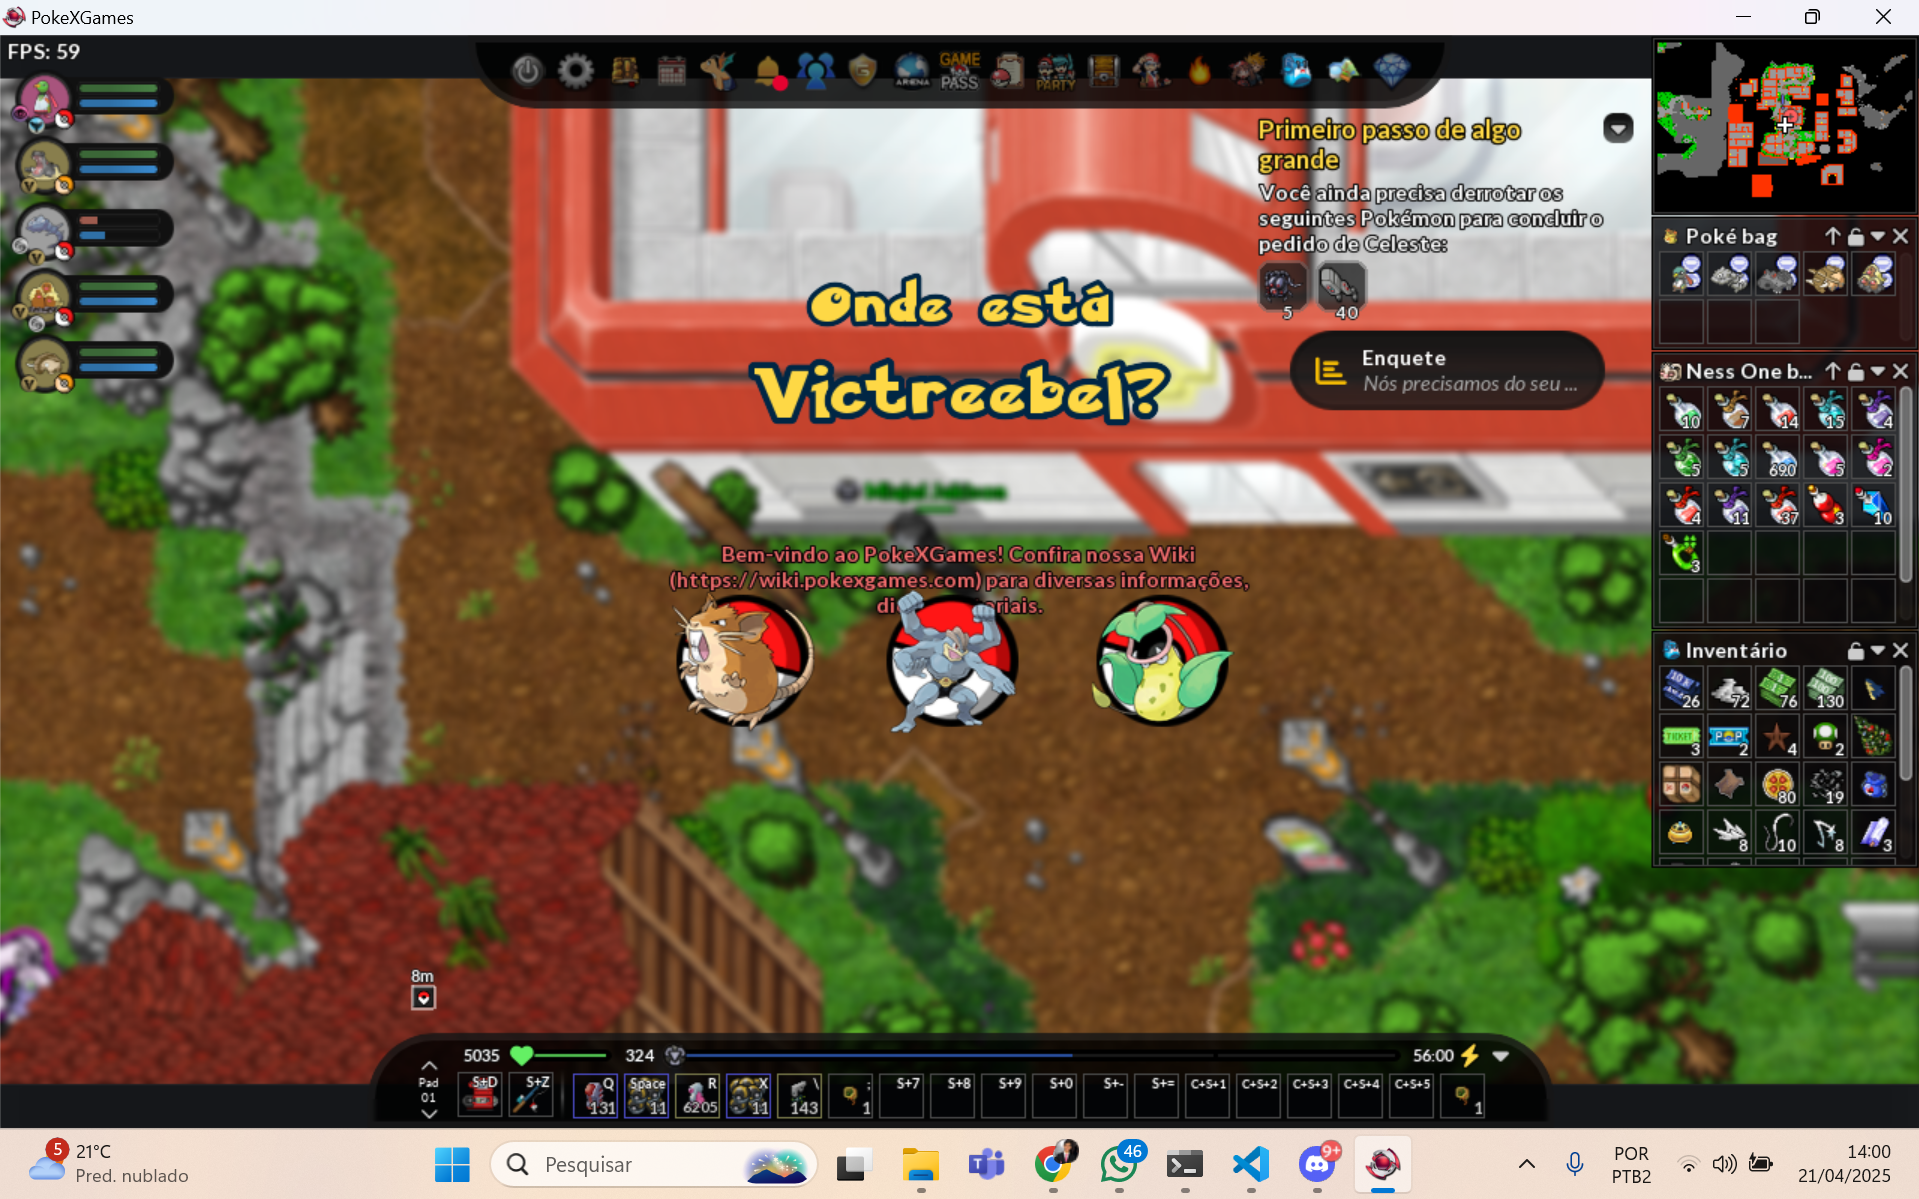 PokeXGames
FPS: 59
GAME
PASS
ARENA
PARTY
Primeiro passo de algo
grande
Você ainda precisa derrotar os
seguintes Pokémon para concluir o
pedido de Celeste:
5
40
Enquete
Nós precisamos do seu ...
Onde está
Victreebel?
Bem-vindo ao PokeXGames! Confira nossa Wiki
(https://wiki.pokexgames.com) para diversas informações,
Poké bag
Ness One b...
10 7 14 15 4
5 5 690 5 2
4 11 37 3 10
3
Inventário
26 72 76 130
TICKET 3 POP 2 4 2
80 19
8 10 8 3
8m
5035
324
56:00
Pad
01
S+D
S+Z
Q
131
Space
11
R
6205
X
11
\
143
;
1
S+7
S+8
S+9
S+0
S+-
S+=
C+S+1
C+S+2
C+S+3
C+S+4
C+S+5
1
5
21°C
Pred. nublado
Pesquisar
46
9+
POR
PTB2
14:00
21/04/2025